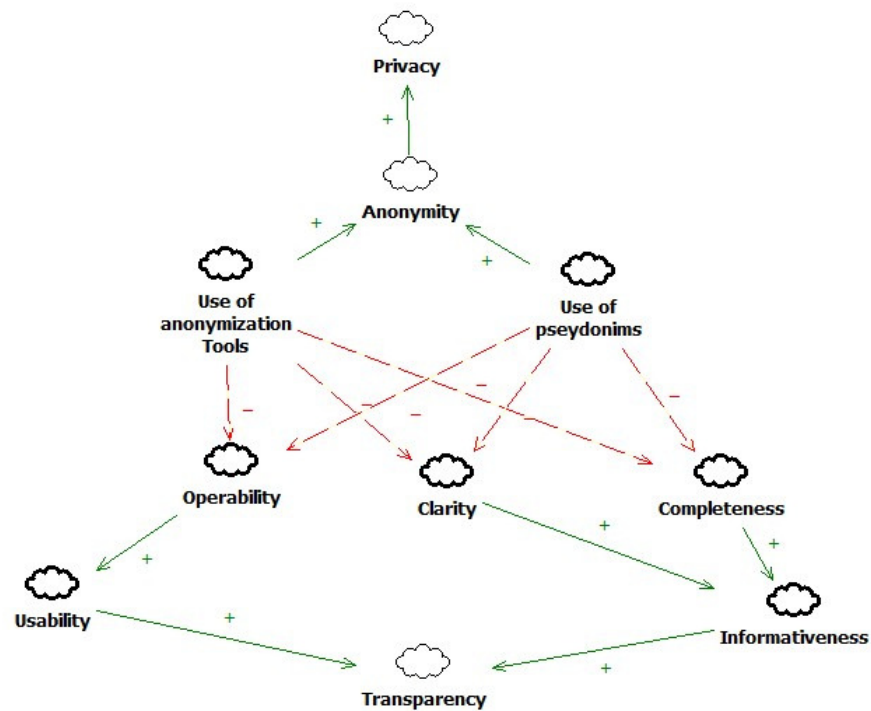 Privacy
+
Anonymity
+
+
Use of
anonymization
Tools
Use of
pseydonims
-
-
-
-
-
-
Operability
Clarity
Completeness
+
+
+
Usability
Informativeness
+
+
Transparency